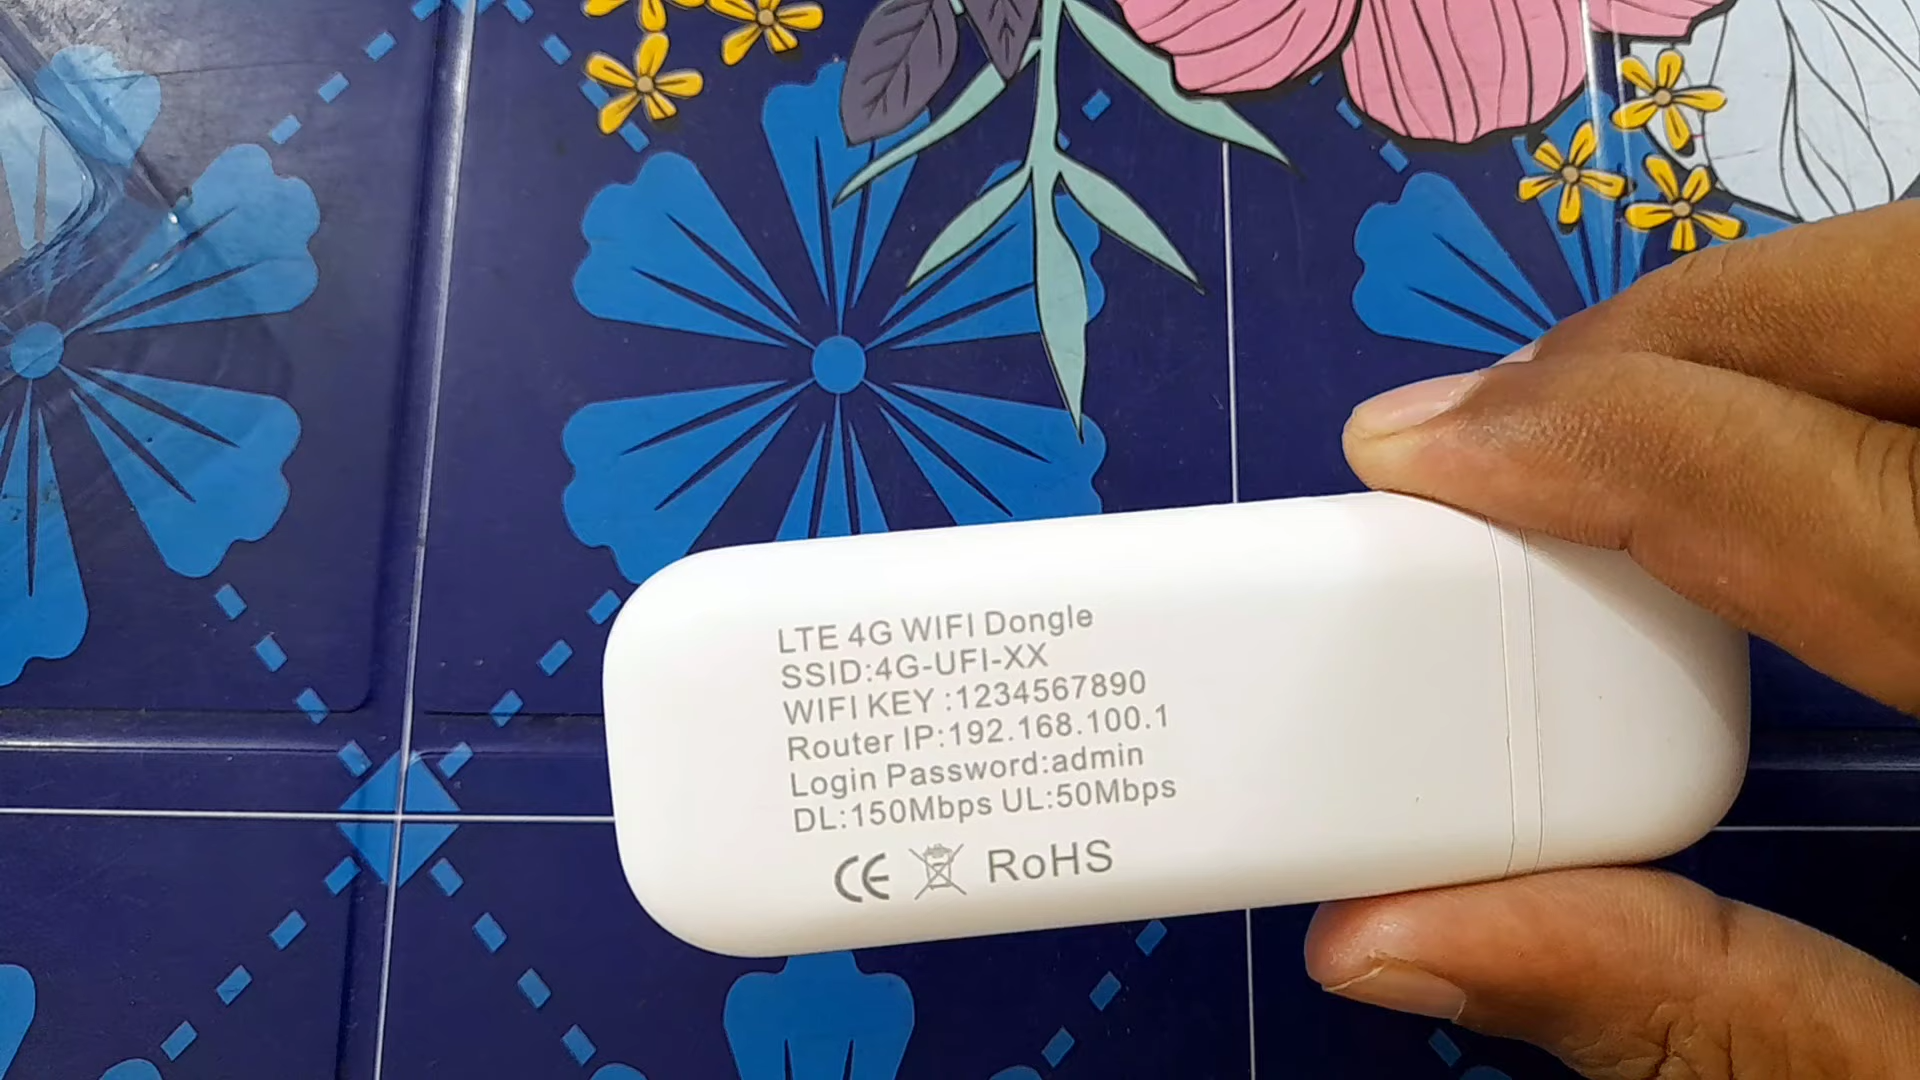 LTE 4G WIFI Dongle
SSID:4G-UFI-XX
WIFI KEY :1234567890
Router IP:192.168.100.1
Login Password:admin
DL:150Mbps UL:50Mbps
CE RoHS